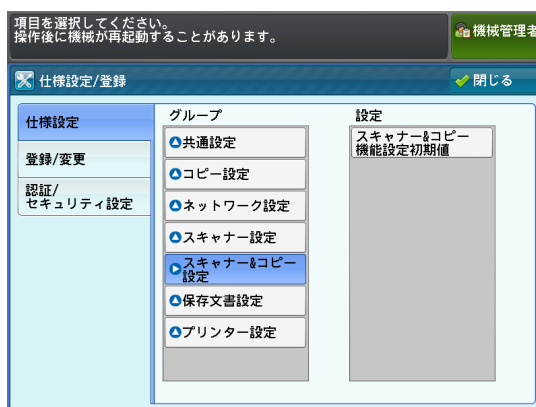 項目を選択してください。
操作後に機械が再起動することがあります。
機械管理者
仕様設定/登録
閉じる
仕様設定
登録/変更
認証/
セキュリティ設定
グループ
共通設定
コピー設定
ネットワーク設定
スキャナー設定
スキャナー&コピー
設定
保存文書設定
プリンター設定
設定
スキャナー&コピー
機能設定初期値